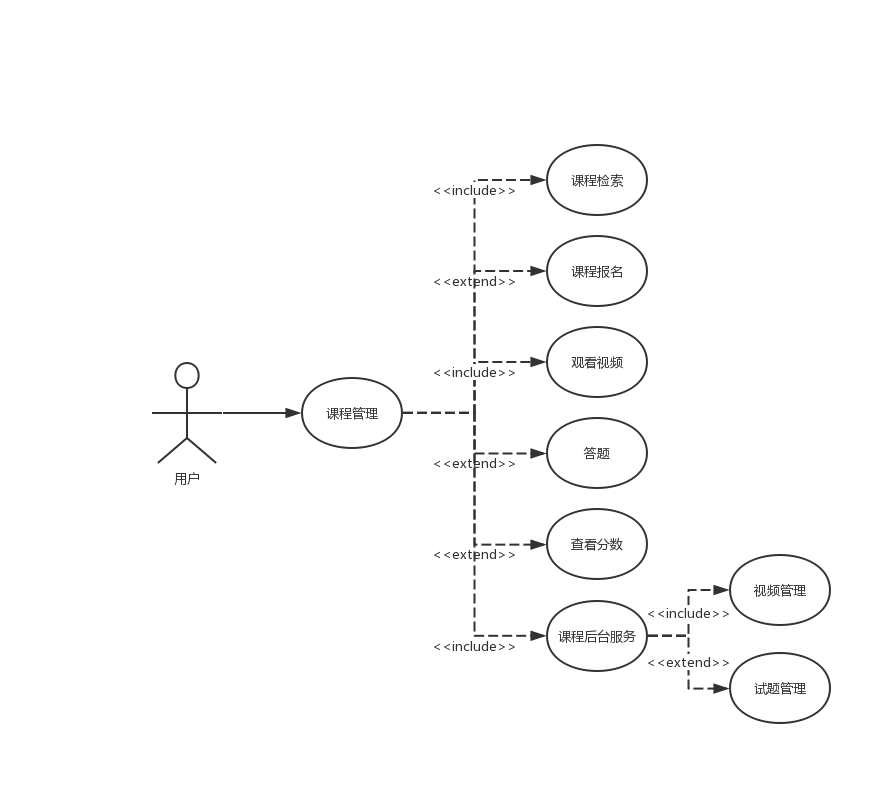 <<include>>
课程检索
<<extend>>
课程报名
<<include>>
观看视频
用户
课程管理
<<extend>>
答题
<<extend>>
查看分数
<<include>>
课程后台服务
<<include>>
视频管理
<<extend>>
试题管理